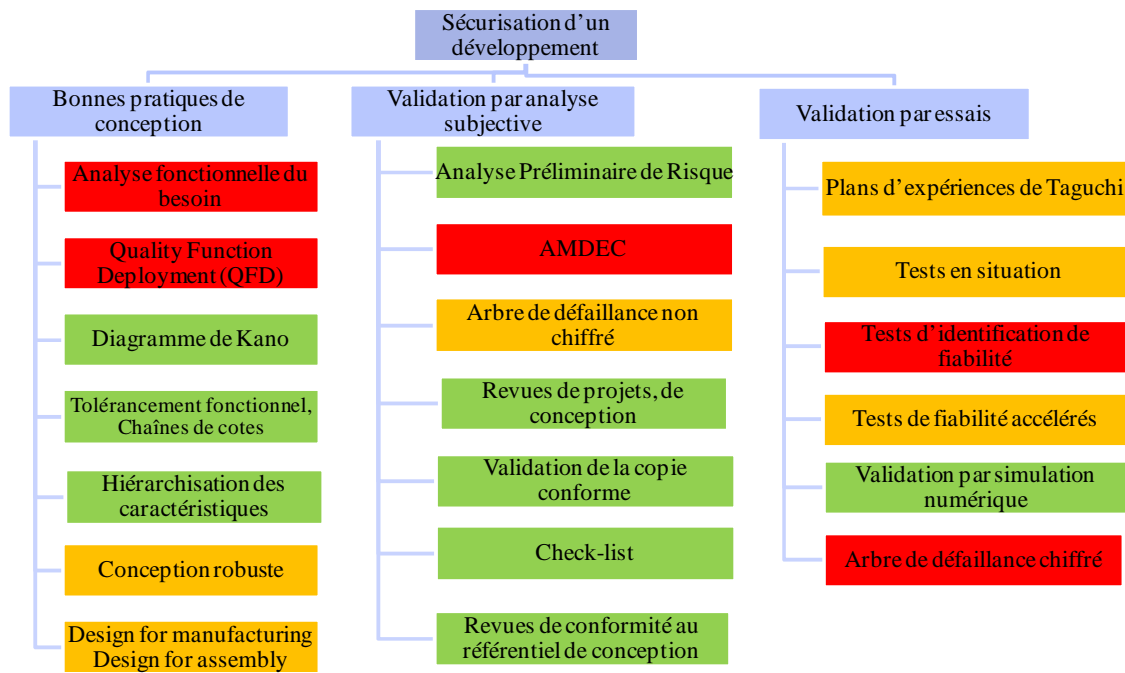 Sécurisation d’un
développement
Bonnes pratiques de
conception
Analyse fonctionnelle du
besoin
Quality Function
Deployment (QFD)
Diagramme de Kano
Tolérancement fonctionnel,
Chaînes de cotes
Hiérarchisation des
caractéristiques
Conception robuste
Design for manufacturing
Design for assembly
Validation par analyse
subjective
Analyse Préliminaire de Risque
AMDEC
Arbre de défaillance non
chiffré
Revues de projets, de
conception
Validation de la copie
conforme
Check-list
Revues de conformité au
référentiel de conception
Validation par essais
Plans d’expériences de Taguchi
Tests en situation
Tests d’identification de
fiabilité
Tests de fiabilité accélérés
Validation par simulation
numérique
Arbre de défaillance chiffré